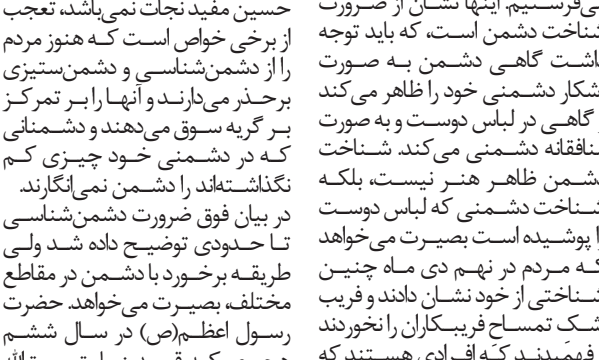 می‌فرستیم. اینها نشان از ضرورت
شناخت دشمن است، که باید توجه
داشت گاهی دشمن به صورت
آشکار دشمنی خود را ظاهر می‌کند
و گاهی در لباس دوست و به صورت
منافقانه دشمنی می‌کند. شناخت
دشمن ظاهر هنر نیست، بلکه
شناخت دشمنی که لباس دوست
را پوشیده است بصیرت می‌خواهد
که مردم در نهم دی ماه چنین
شناختی از خود نشان دادند و فریب
اشک تمساح فریبکاران را نخوردند
فهمیدند که افرادی هستند که
حسین مفید نجات نمی‌باشد، تعجب
از برخی خواص است که هنوز مردم
را از دشمن‌شناسی و دشمن‌ستیزی
برحذر می‌دارند و آنها را بر تمرکز
بر گریه سوق می‌دهند و دشمنانی
که در دشمنی خود چیزی کم
نگذاشته‌اند را دشمن نمی‌انگارند.
در بیان فوق ضرورت دشمن‌شناسی
تا حدودی توضیح داده شد ولی
طریقه برخورد با دشمن در مقاطع
مختلف، بصیرت می‌خواهد. حضرت
رسول اعظم(ص) در سال ششم